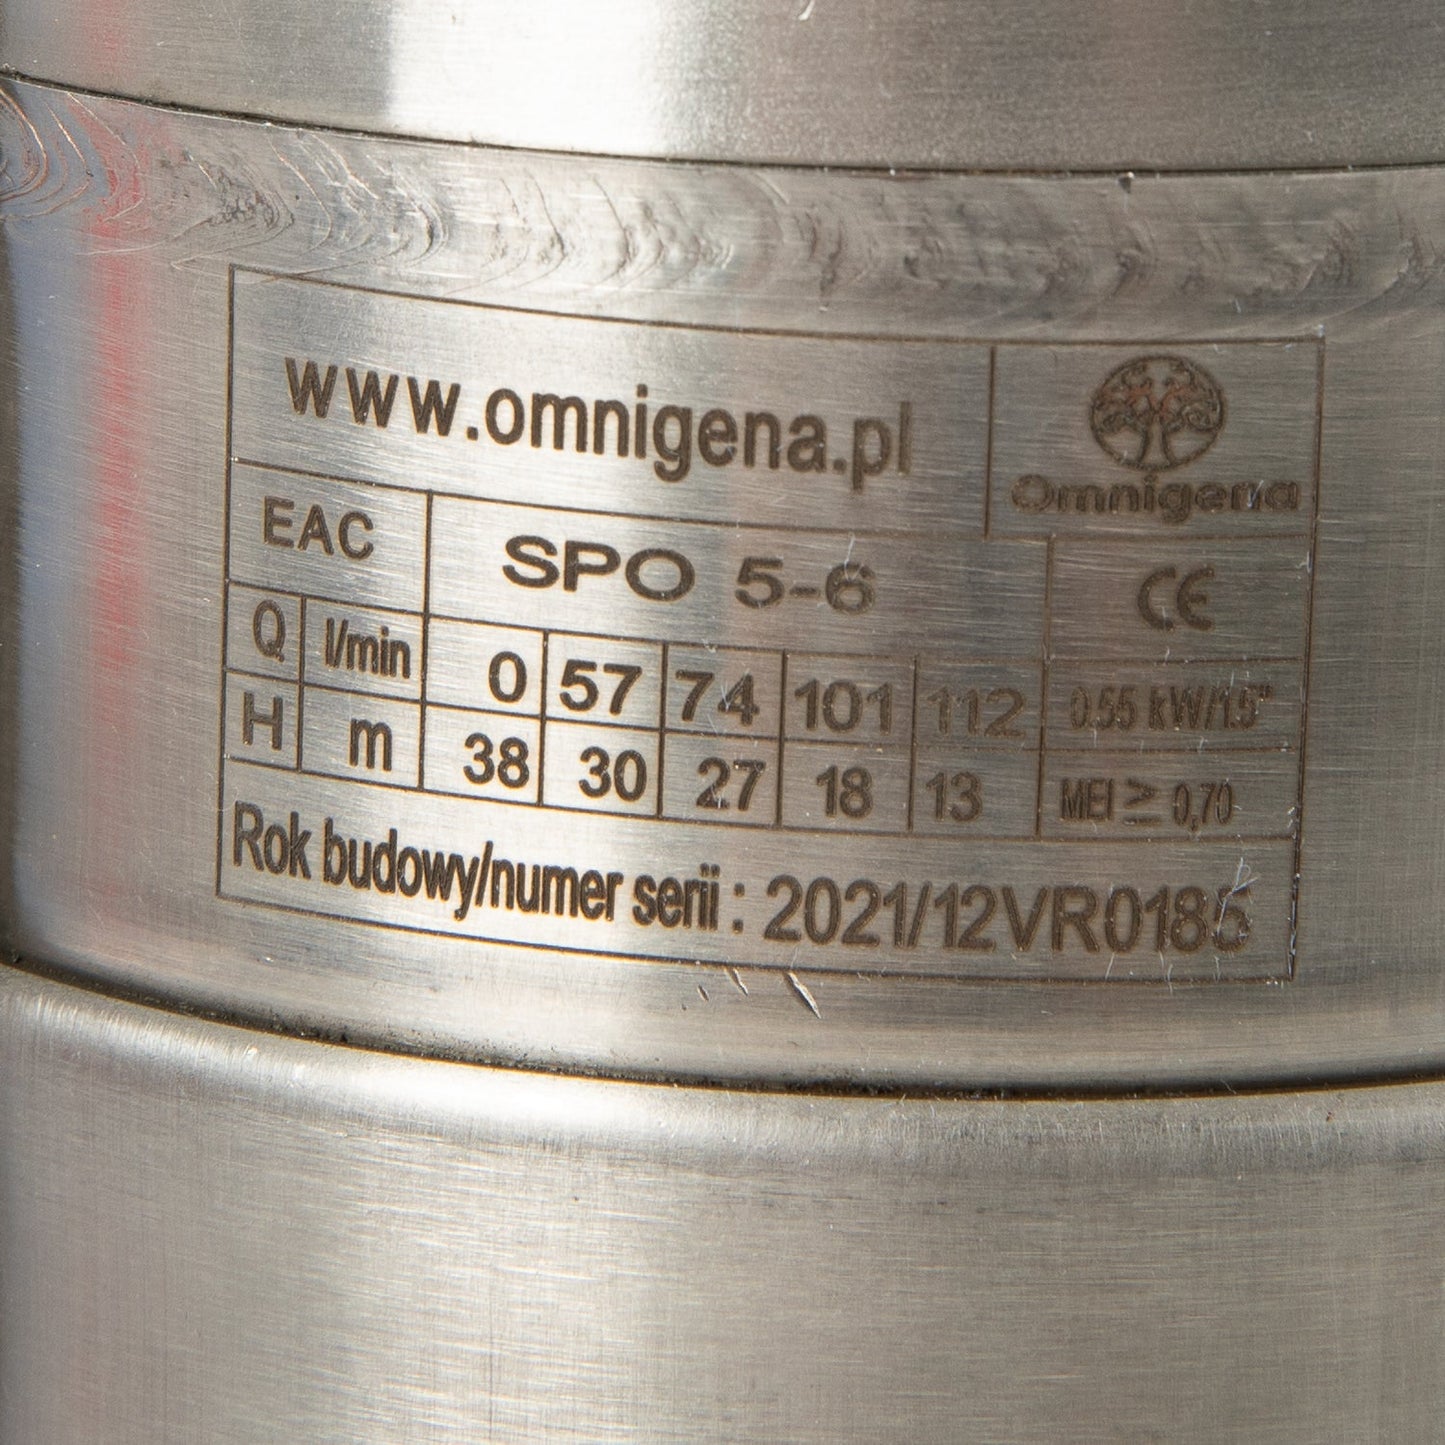 www.omnigena.pl
Omnigena
EAC SPO 5-6 CE
Q l/min 0 57 74 101 112 0.55 kW/1.5"
H m 38 30 27 18 13 MEI ≥ 0,70
Rok budowy/numer serii : 2021/12VR0185